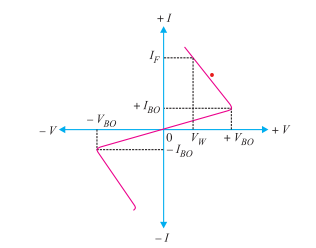 + I
I_F
+ I_BO
– V_BO
– V
0
V_W
+ V_BO
+ V
– I_BO
– I